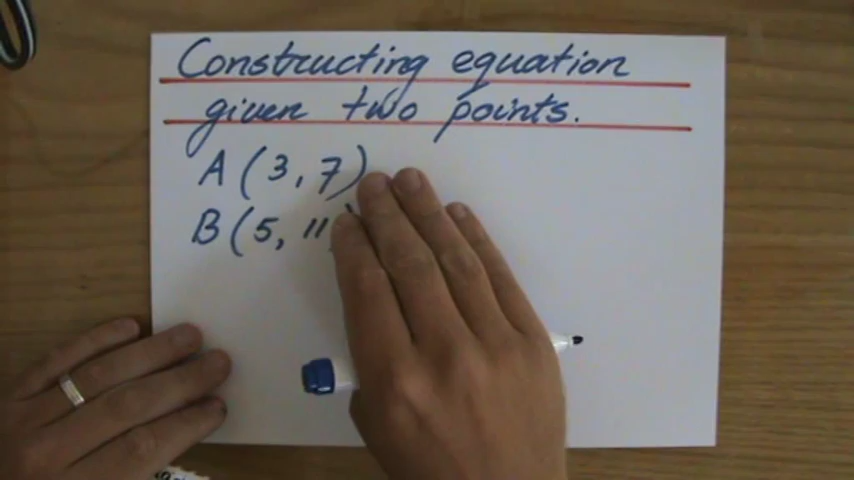 Constructing equation
given two points.
A (3, 7)
B (5, 11)